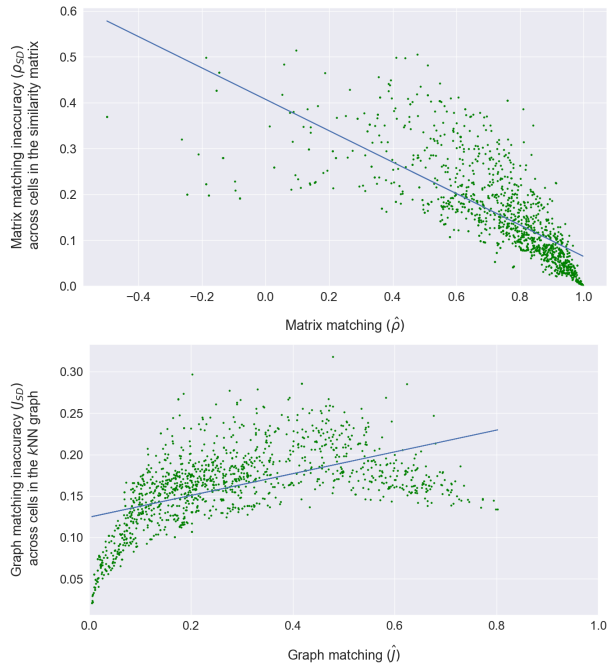 Matrix matching inaccuracy (ρSD)
across cells in the similarity matrix
0.6
0.5
0.4
0.3
0.2
0.1
0.0
−0.4 −0.2 0.0 0.2 0.4 0.6 0.8 1.0
Matrix matching (ρ̂)
Graph matching inaccuracy (JSD)
across cells in the kNN graph
0.30
0.25
0.20
0.15
0.10
0.05
0.0 0.2 0.4 0.6 0.8 1.0
Graph matching (Ĵ)